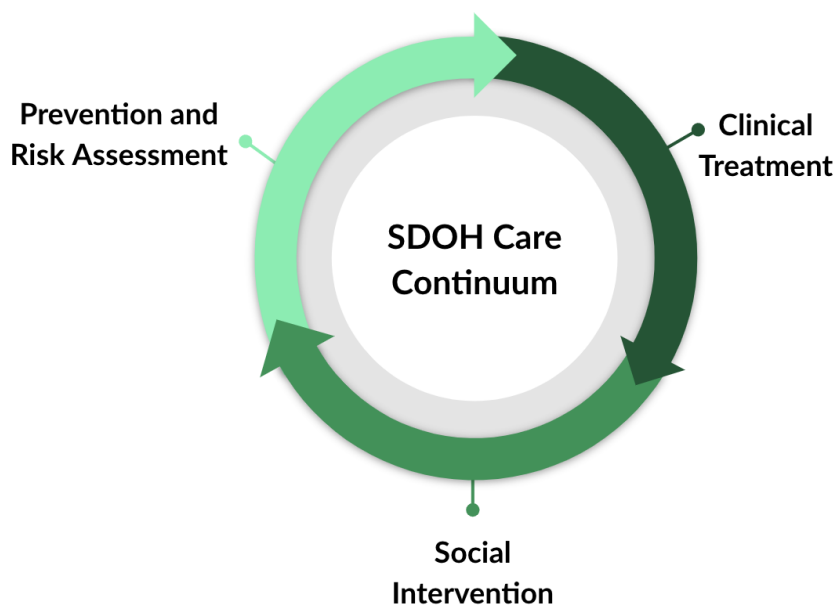 Prevention and
Risk Assessment
Clinical
Treatment
SDOH Care
Continuum
Social
Intervention